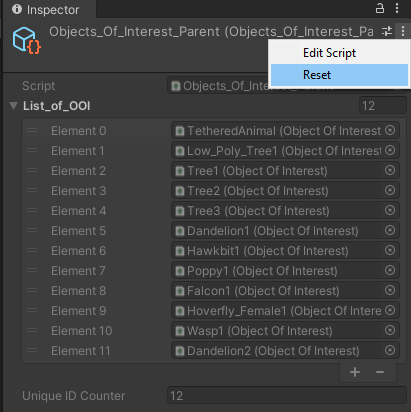 Inspector
Objects_Of_Interest_Parent (Objects_Of_Interest_Pa
Edit Script
Reset
Script
Objects_Of_Inte
List_of_OOI 12
Element 0 TetheredAnimal (Object Of Interest
Element 1 Low_Poly_Tree1 (Object Of Interest
Element 2 Tree1 (Object Of Interest)
Element 3 Tree2 (Object Of Interest)
Element 4 Tree3 (Object Of Interest)
Element 5 Dandelion1 (Object Of Interest)
Element 6 Hawkbit1 (Object Of Interest)
Element 7 Poppy1 (Object Of Interest)
Element 8 Falcon1 (Object Of Interest)
Element 9 Hoverfly_Female1 (Object Of Interest
Element 10 Wasp1 (Object Of Interest)
Element 11 Dandelion2 (Object Of Interest)
Unique ID Counter 12